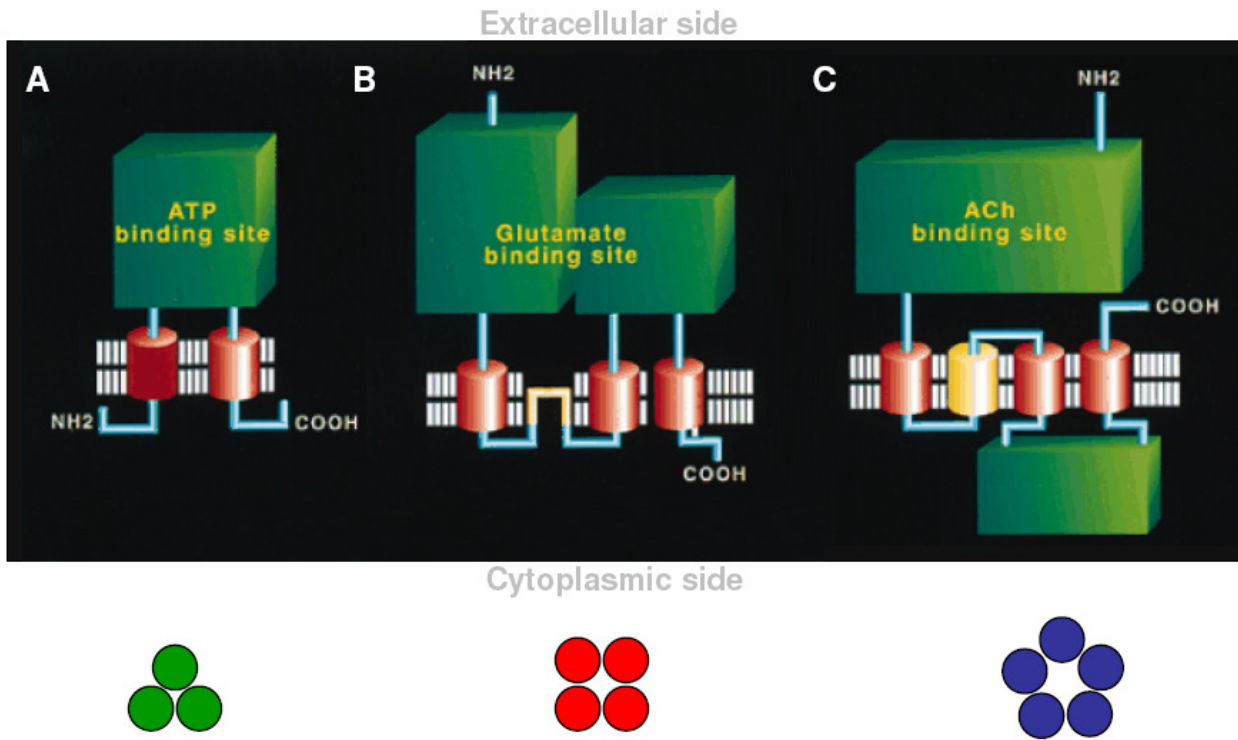 Extracellular side
A
B
C
NH2
NH2
ATP
binding site
Glutamate
binding site
ACh
binding site
COOH
NH2
COOH
COOH
Cytoplasmic side